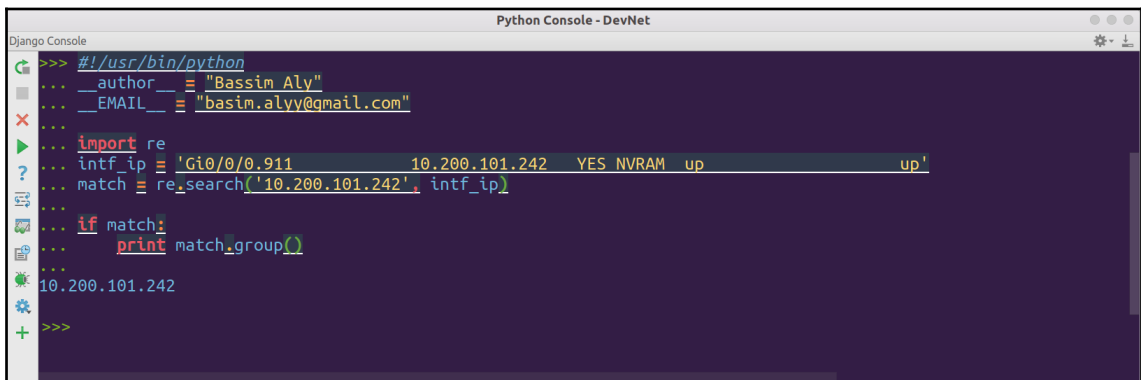 Python Console - DevNet
Django Console
>>> #!/usr/bin/python
... __author__ = "Bassim Aly"
... __EMAIL__ = "basim.alyy@gmail.com"
...
... import re
... intf_ip = 'Gi0/0/0.911             10.200.101.242   YES NVRAM  up                    up'
... match = re.search('10.200.101.242', intf_ip)
...
... if match:
...     print match.group()
...
10.200.101.242
>>>